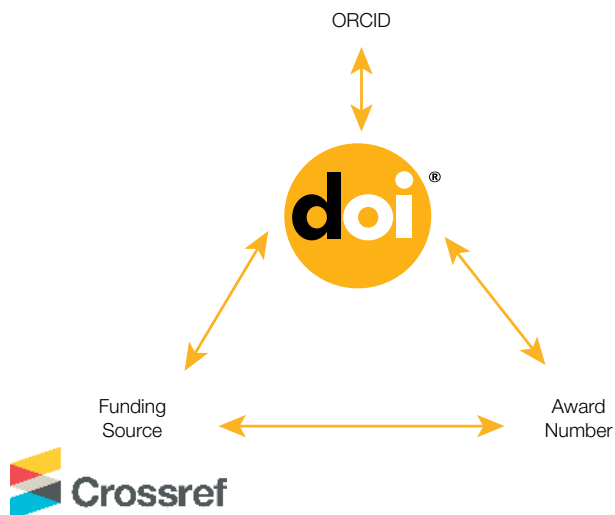 ORCID
doi®
Funding
Source
Award
Number
Crossref